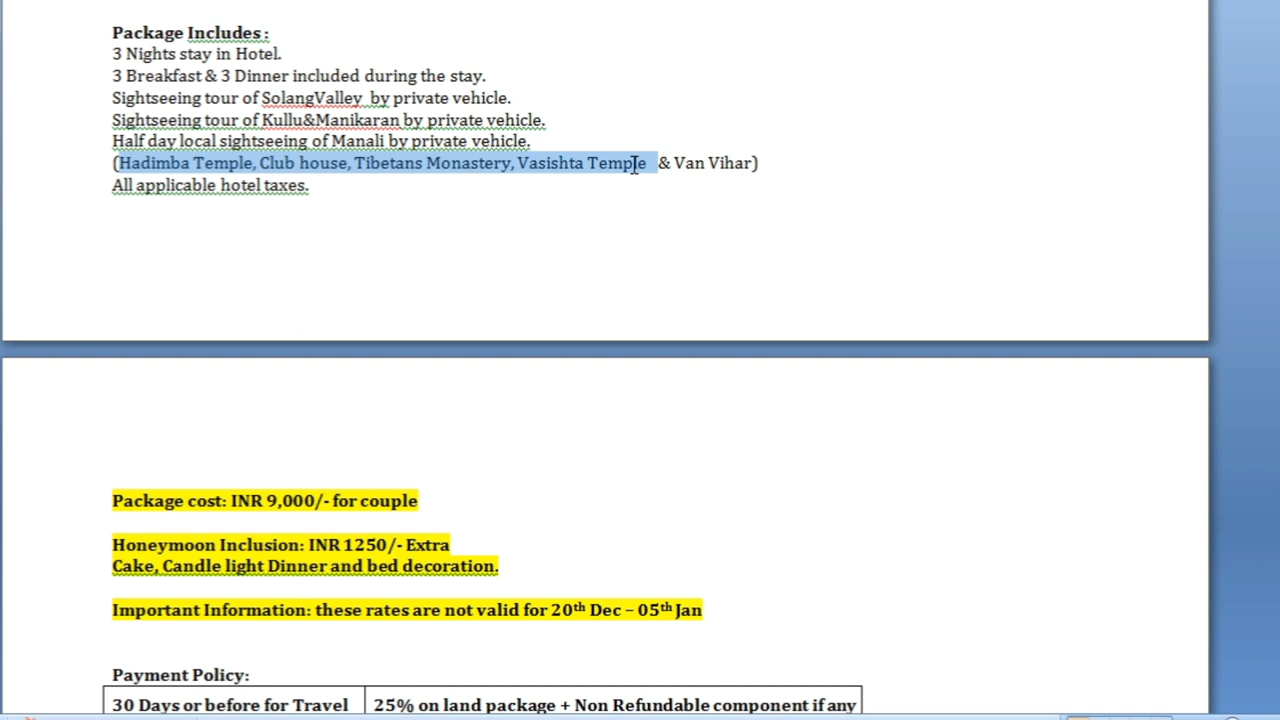 Package Includes :
3 Nights stay in Hotel.
3 Breakfast & 3 Dinner included during the stay.
Sightseeing tour of SolangValley by private vehicle.
Sightseeing tour of Kullu&Manikaran by private vehicle.
Half day local sightseeing of Manali by private vehicle.
(Hadimba Temple, Club house, Tibetans Monastery, Vasishta Temple & Van Vihar)
All applicable hotel taxes.
Package cost: INR 9,000/- for couple
Honeymoon Inclusion: INR 1250/- Extra
Cake, Candle light Dinner and bed decoration.
Important Information: these rates are not valid for 20th Dec – 05th Jan
Payment Policy:
30 Days or before for Travel 25% on land package + Non Refundable component if any